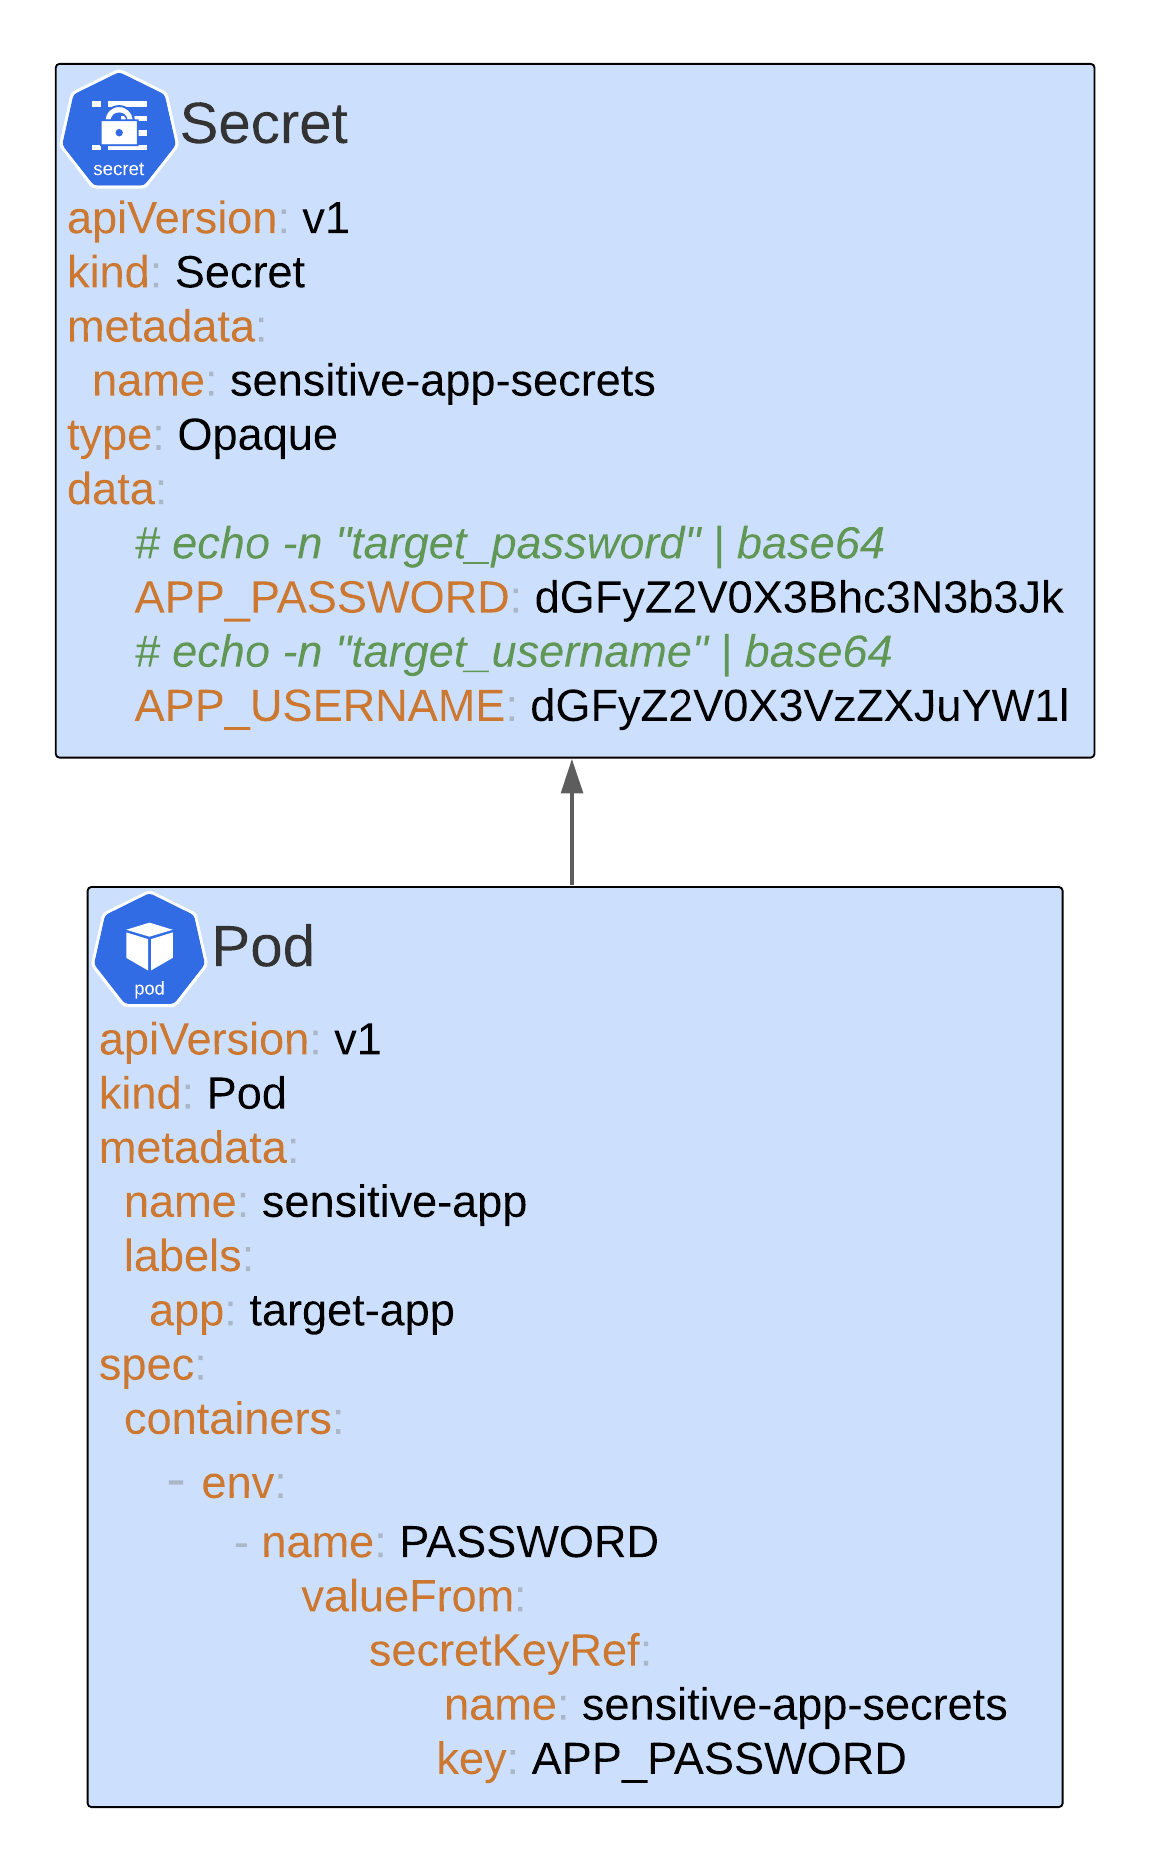 Secret
secret
apiVersion: v1
kind: Secret
metadata:
  name: sensitive-app-secrets
type: Opaque
data:
    # echo -n "target_password" | base64
    APP_PASSWORD: dGFyZ2V0X3Bhc3N3b3Jk
    # echo -n "target_username" | base64
    APP_USERNAME: dGFyZ2V0X3VzZXJuYW1l
Pod
pod
apiVersion: v1
kind: Pod
metadata:
  name: sensitive-app
  labels:
    app: target-app
spec:
  containers:
    - env:
        - name: PASSWORD
            valueFrom:
                secretKeyRef:
                    name: sensitive-app-secrets
                    key: APP_PASSWORD